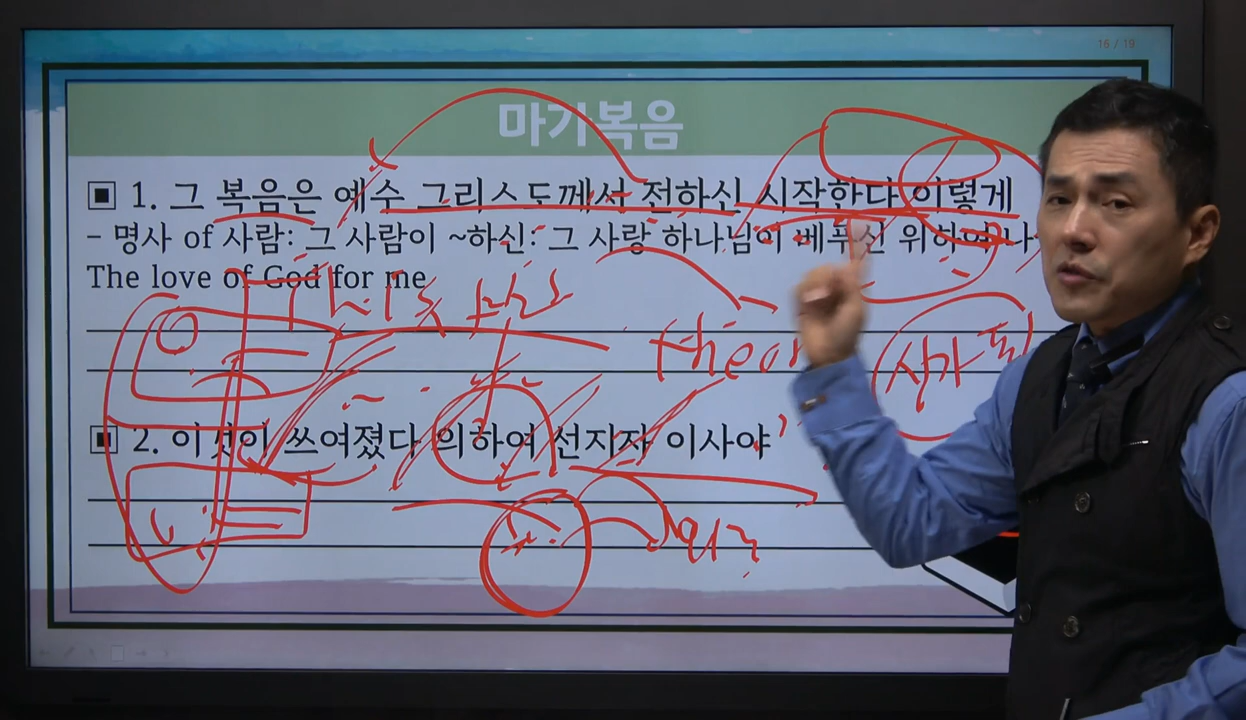 16 / 19
마가복음
▣ 1. 그 복음은 예수 그리스도께서 전하신 시작한다 이렇게
- 명사 of 사람: 그 사람이 ~하신: 그 사랑 하나님이 베푸신 위하여 나
The love of God for me
This
▣ 2. 이것이 쓰여졌다 의하여 선지자 이사야